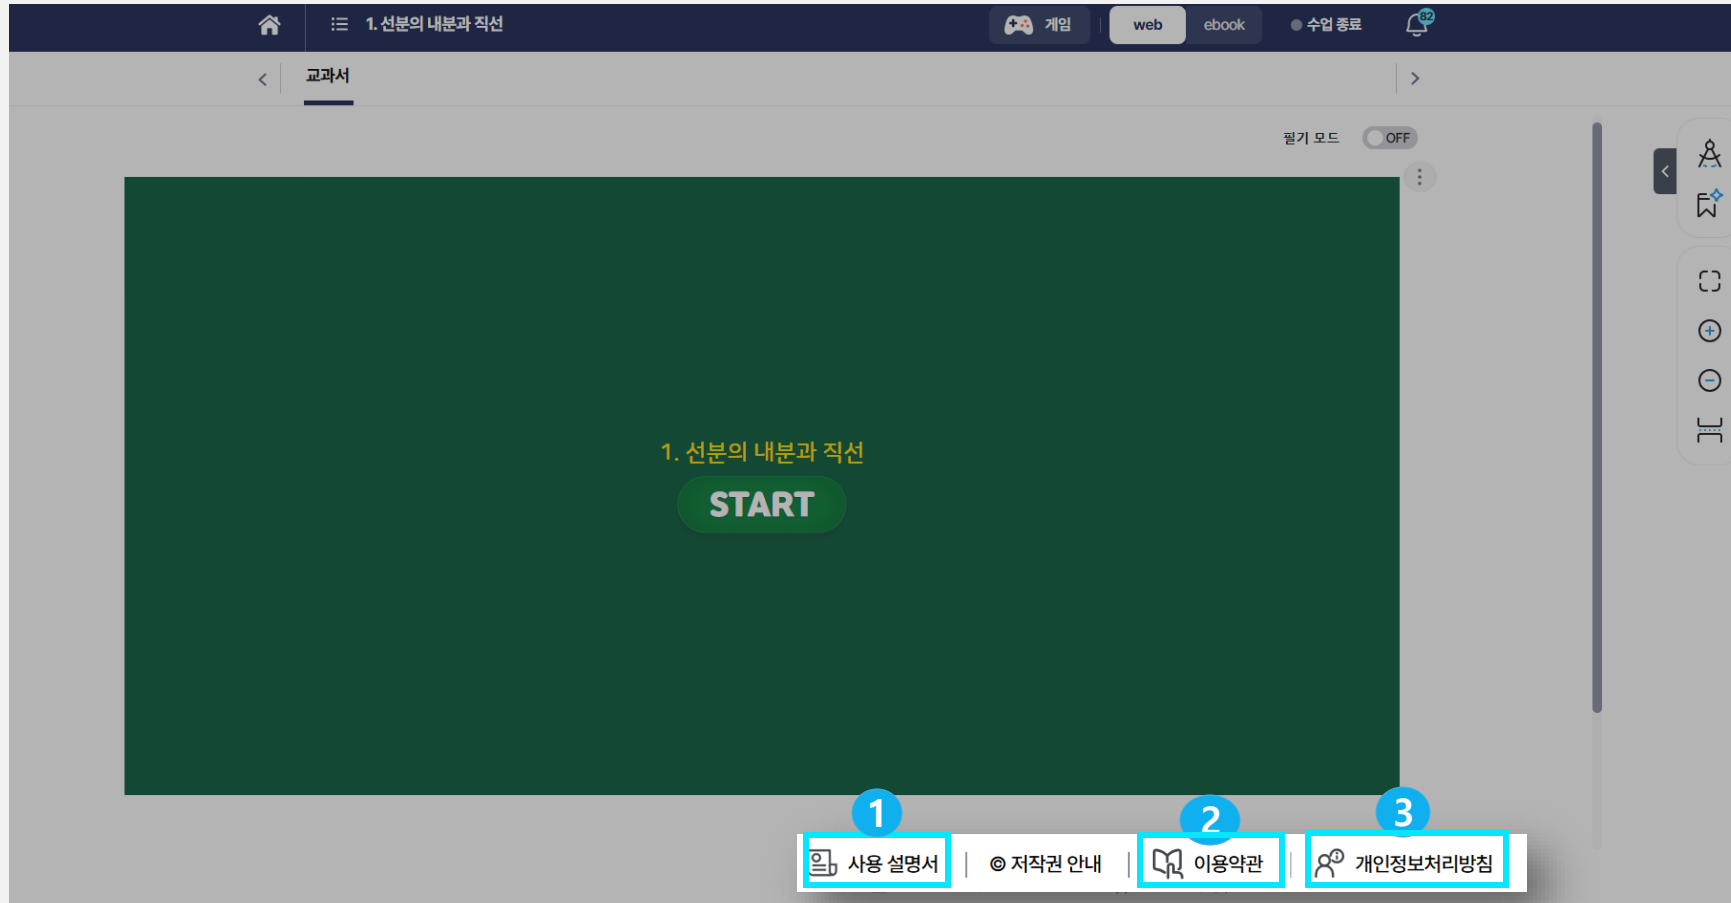 1. 선분의 내분과 직선
게임
web
ebook
수업 종료
82
교과서
필기 모드
OFF
1. 선분의 내분과 직선
START
1
2
3
사용 설명서
© 저작권 안내
이용약관
개인정보처리방침